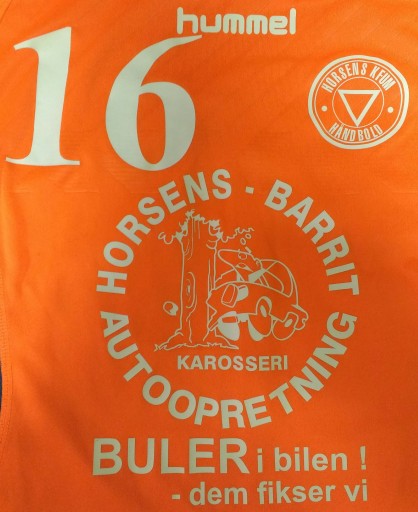 16
hummel
HORSENS KFUM
HÅNDBOLD
HORSENS - BARRIT
AUTOOPRETNING
KAROSSERI
BULER i bilen !
- dem fikser vi